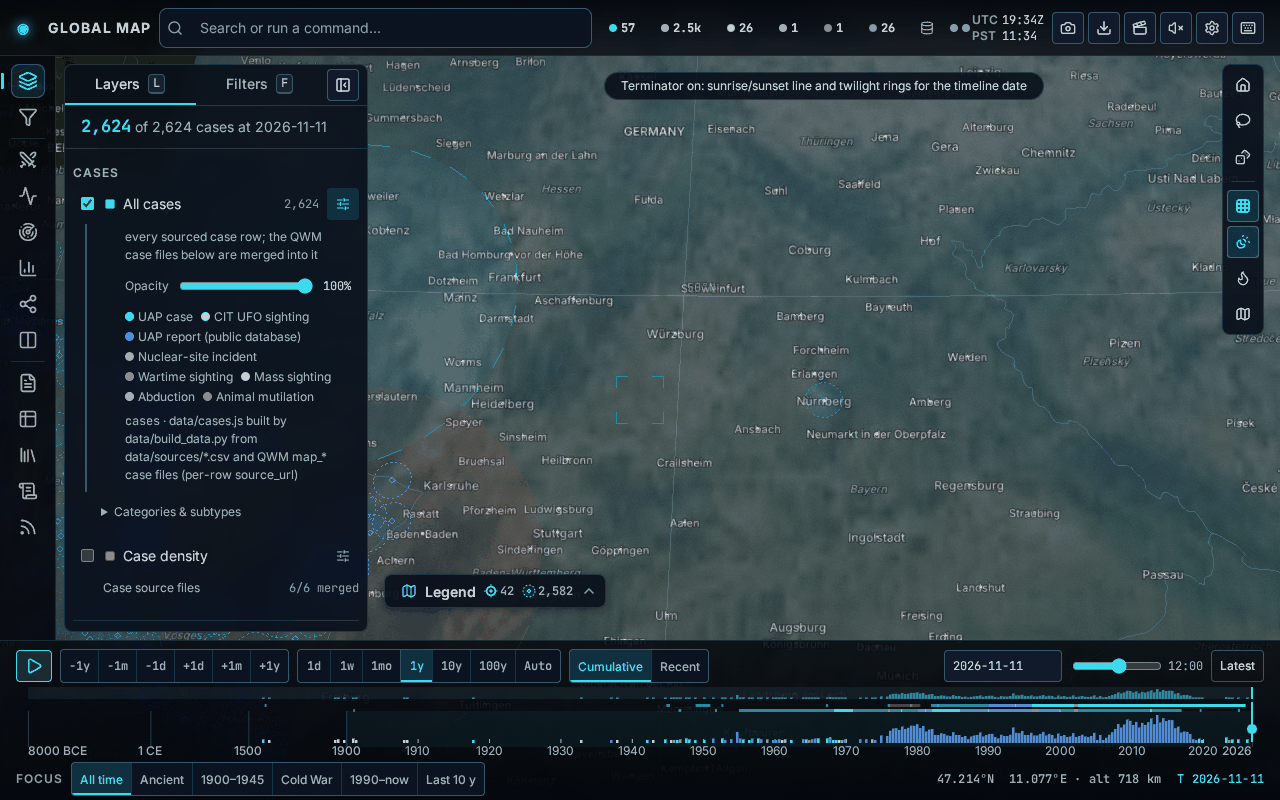 GLOBAL MAP
Search or run a command...
57
2.5k
26
1
1
26
UTC 19:34Z
PST 11:34
Layers L
Filters F
2,624 of 2,624 cases at 2026-11-11
CASES
All cases 2,624
every sourced case row; the QWM
case files below are merged into it
Opacity 100%
UAP case CIT UFO sighting
UAP report (public database)
Nuclear-site incident
Wartime sighting Mass sighting
Abduction Animal mutilation
cases · data/cases.js built by
data/build_data.py from
data/sources/*.csv and QWM map_*
case files (per-row source_url)
Categories & subtypes
Case density
Case source files 6/6 merged
Terminator on: sunrise/sunset line and twilight rings for the timeline date
Hagen
Arnsberg
Brilon
Lüdenscheid
Gummersbach
Siegen
Marburg an der Lahn
GERMANY
Eisenach
Thüringen
Jena
Gera
Altenburg
Riesa
Radebeul
Sachsen
Pirna
Chemnitz
Zwickau
Usti Nad Lab
Ustecký
Hessen
Wetzlar
Fulda
Suhl
Saalfeld
Plauen
Hof
Karlovarský
Bad Nauheim
Bad Homburg vor der Höhe
Coburg
Dotzheim
Frankfurt
Mainz
Aschaffenburg
Kulmbach
Darmstadt
Bamberg
Bayreuth
Würzburg
Worms
Forchheim
Weiden
Plzen
Plzeňský
Erlangen
Mannheim
Heidelberg
Nurnberg
Amberg
Speyer
Sinsheim
Ansbach
Neumarkt in der Oberpfalz
Písek
Bruchsal
Heilbronn
Crailsheim
Karlsruhe
Bayern
Regensburg
České
Rastatt
Pforzheim
Ludwigsburg
Aalen
Straubing
Baden-Baden
Stuttgart
Ingolstadt
Sindelfingen
Göppingen
Achern
Baden-Württemberg
Passau
Landshut
Ulm
Freising
Augsburg
Erding
Legend 42 2,582
-1y -1m -1d +1d +1m +1y
1d 1w 1mo 1y 10y 100y Auto
Cumulative Recent
2026-11-11
12:00
Latest
8000 BCE 1 CE 1500 1900 1910 1920 1930 1940 1950 1960 1970 1980 1990 2000 2010 2020 2026
FOCUS All time Ancient 1900–1945 Cold War 1990–now Last 10 y
47.214°N 11.077°E · alt 718 km T 2026-11-11